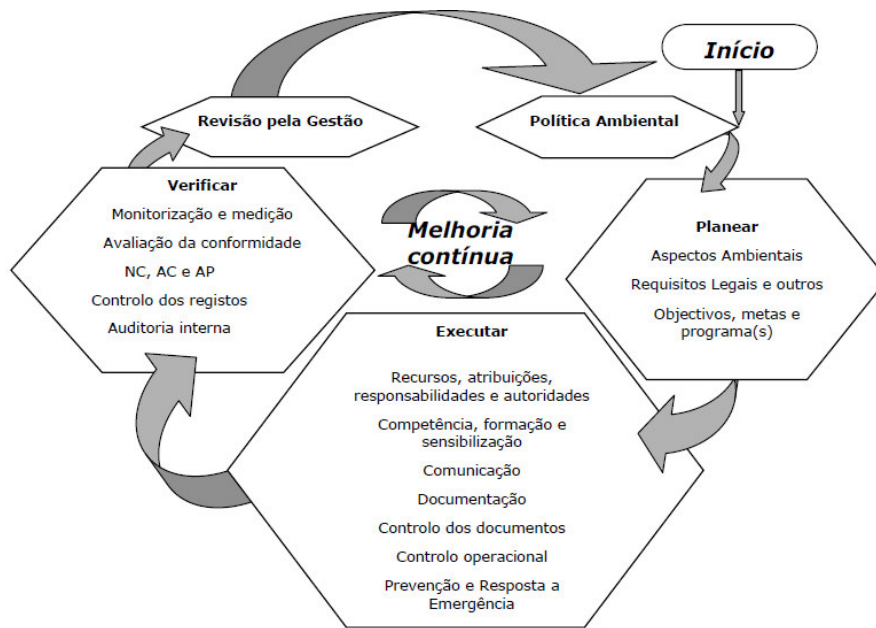 Início
Revisão pela Gestão
Política Ambiental
Verificar
Monitorização e medição
Avaliação da conformidade
NC, AC e AP
Controlo dos registos
Auditoria interna
Melhoria
contínua
Planear
Aspectos Ambientais
Requisitos Legais e outros
Objectivos, metas e
programa(s)
Executar
Recursos, atribuições,
responsabilidades e autoridades
Competência, formação e
sensibilização
Comunicação
Documentação
Controlo dos documentos
Controlo operacional
Prevenção e Resposta a
Emergência